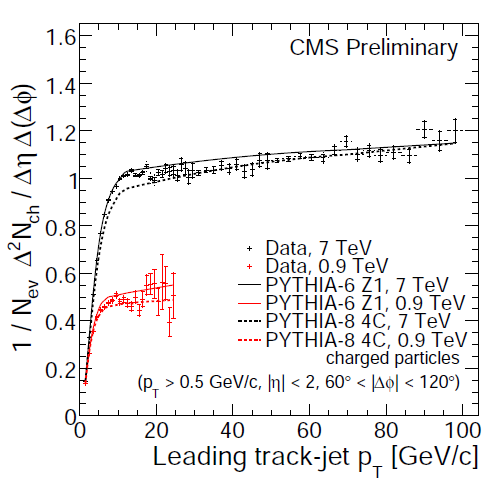 CMS Preliminary
1.6
1.4
1.2
1
0.8
0.6
0.4
0.2
0
1 / N_ev Δ²N_ch / Δη Δ(Δϕ)
Data, 7 TeV
Data, 0.9 TeV
PYTHIA-6 Z1, 7 TeV
PYTHIA-6 Z1, 0.9 TeV
PYTHIA-8 4C, 7 TeV
PYTHIA-8 4C, 0.9 TeV
charged particles
(p_T > 0.5 GeV/c, |η| < 2, 60° < |Δϕ| < 120°)
0 20 40 60 80 100
Leading track-jet p_T [GeV/c]